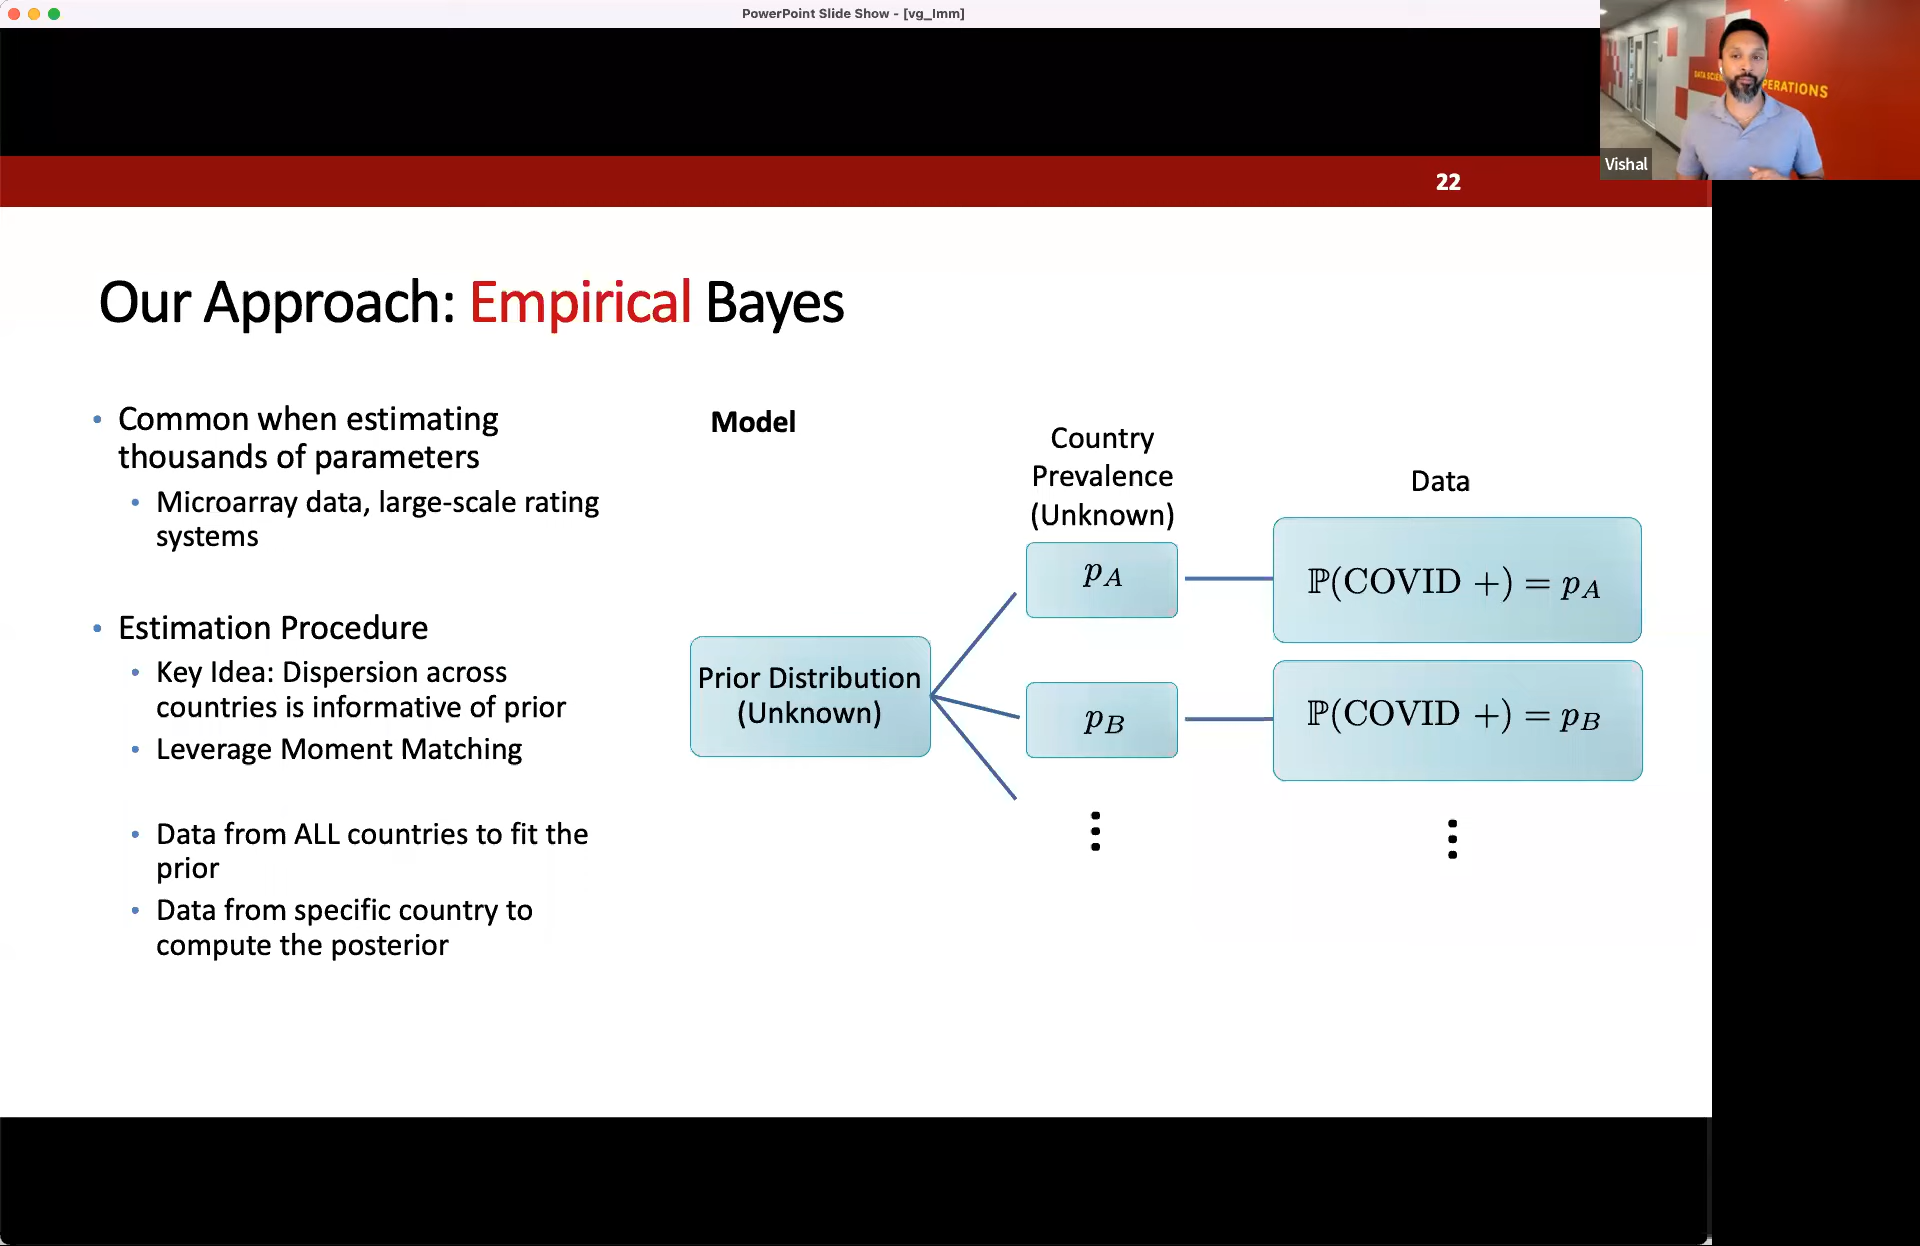 PowerPoint Slide Show - [vg_Imm]
DATA SCIEN
PERATIONS
Vishal
22
Our Approach: Empirical Bayes
• Common when estimating
thousands of parameters
• Microarray data, large-scale rating
systems
• Estimation Procedure
• Key Idea: Dispersion across
countries is informative of prior
• Leverage Moment Matching
• Data from ALL countries to fit the
prior
• Data from specific country to
compute the posterior
Model
Country
Prevalence
(Unknown)
Data
Prior Distribution
(Unknown)
p_A
ℙ(COVID +) = p_A
p_B
ℙ(COVID +) = p_B
⋮
⋮